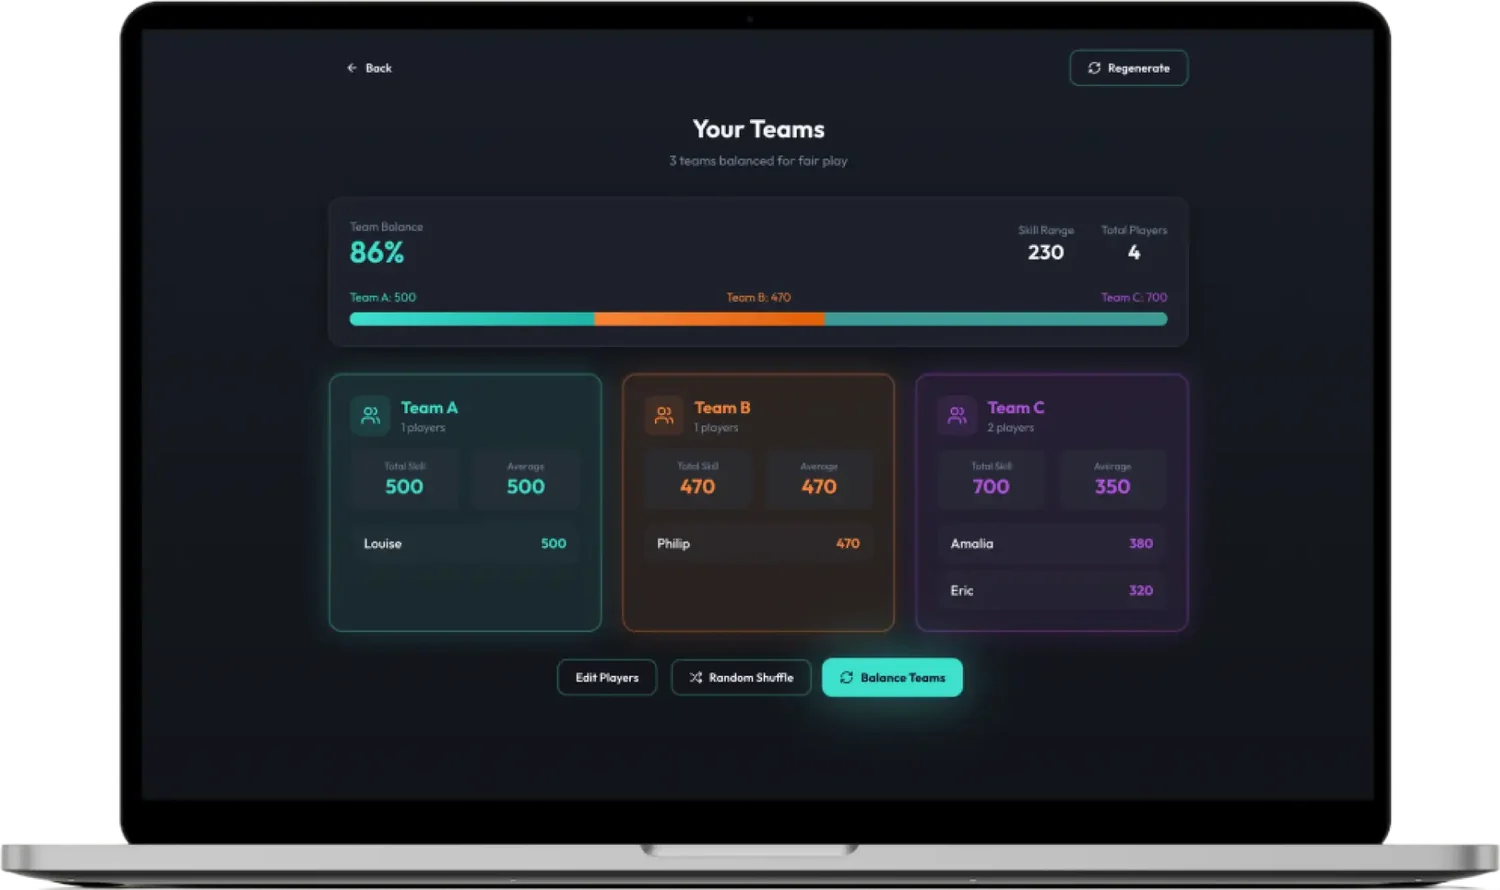 Back
Regenerate
Your Teams
3 teams balanced for fair play
Team Balance
86%
Skill Range
230
Total Players
4
Team A: 500
Team B: 470
Team C: 700
Team A
1 players
Total Skill
500
Average
500
Louise 500
Team B
1 players
Total Skill
470
Average
470
Philip 470
Team C
2 players
Total Skill
700
Average
350
Amalia 380
Eric 320
Edit Players
Random Shuffle
Balance Teams